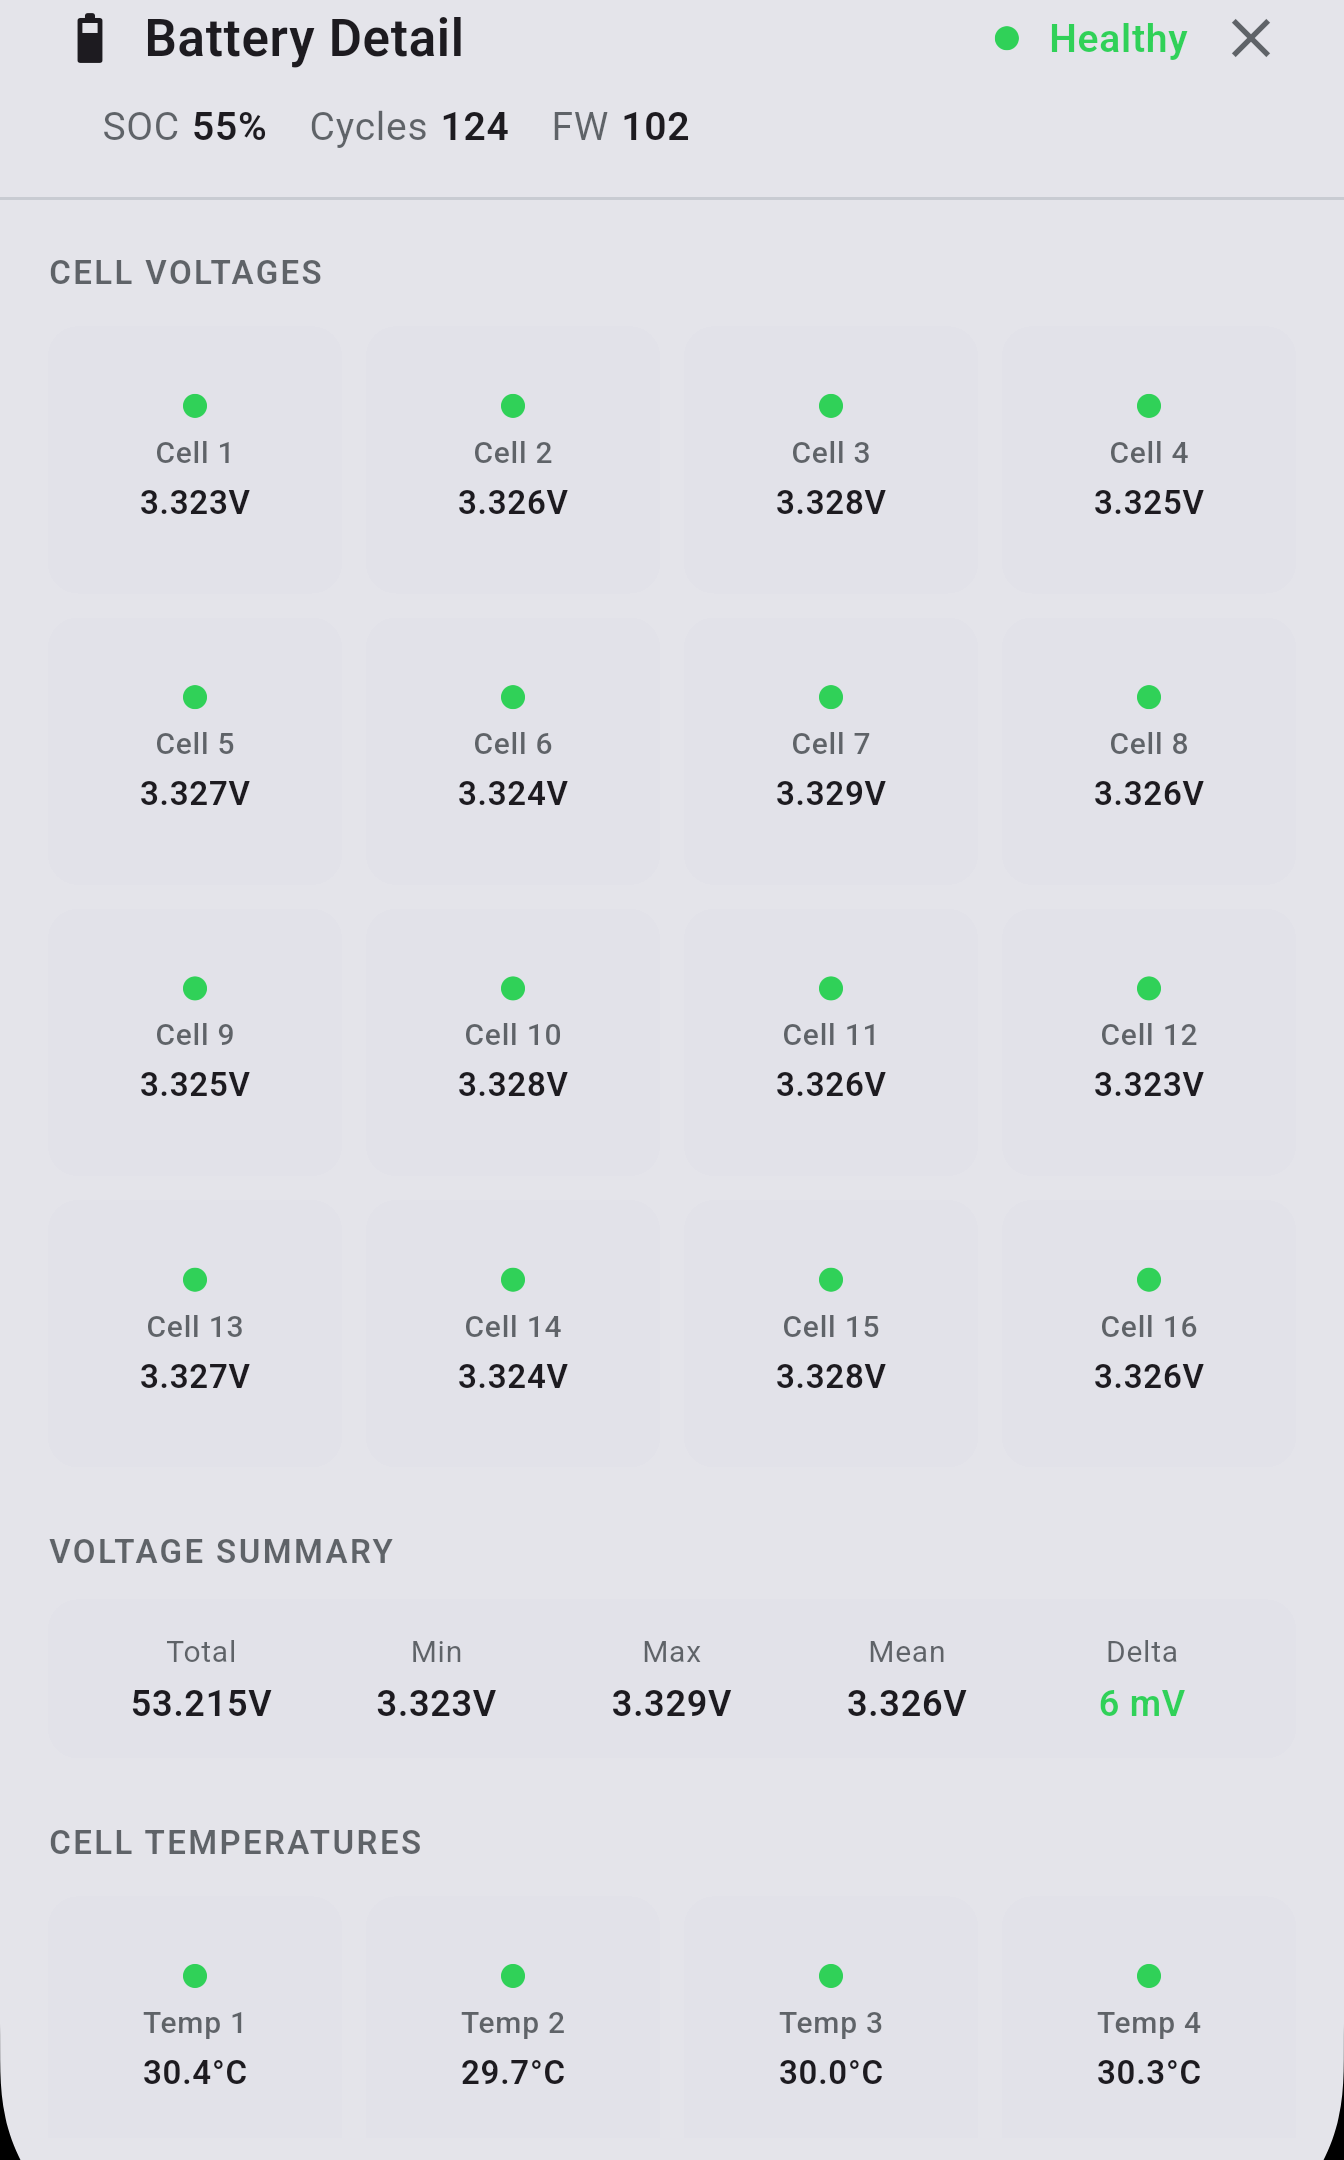 Battery Detail Healthy
SOC 55% Cycles 124 FW 102
CELL VOLTAGES
Cell 1 Cell 2 Cell 3 Cell 4
3.323V 3.326V 3.328V 3.325V
Cell 5 Cell 6 Cell 7 Cell 8
3.327V 3.324V 3.329V 3.326V
Cell 9 Cell 10 Cell 11 Cell 12
3.325V 3.328V 3.326V 3.323V
Cell 13 Cell 14 Cell 15 Cell 16
3.327V 3.324V 3.328V 3.326V
VOLTAGE SUMMARY
Total Min Max Mean Delta
53.215V 3.323V 3.329V 3.326V 6 mV
CELL TEMPERATURES
Temp 1 Temp 2 Temp 3 Temp 4
30.4°C 29.7°C 30.0°C 30.3°C